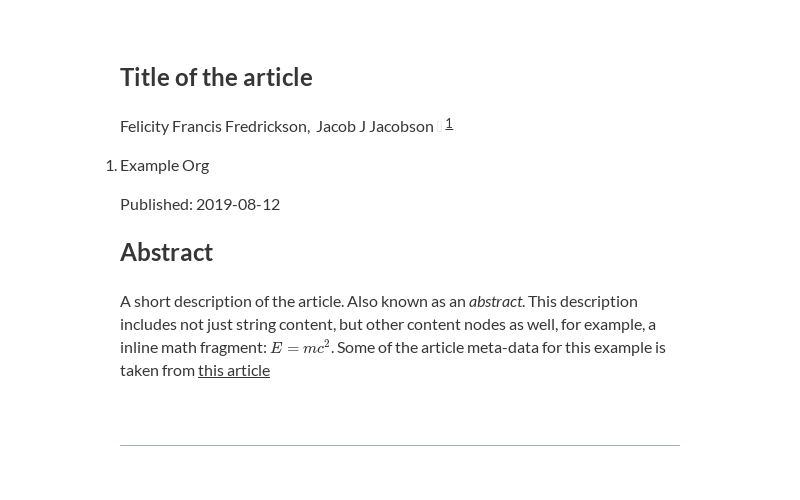 Title of the article
Felicity Francis Fredrickson, Jacob J Jacobson 1
1. Example Org
Published: 2019-08-12
Abstract
A short description of the article. Also known as an abstract. This description
includes not just string content, but other content nodes as well, for example, a
inline math fragment: E = mc². Some of the article meta-data for this example is
taken from this article